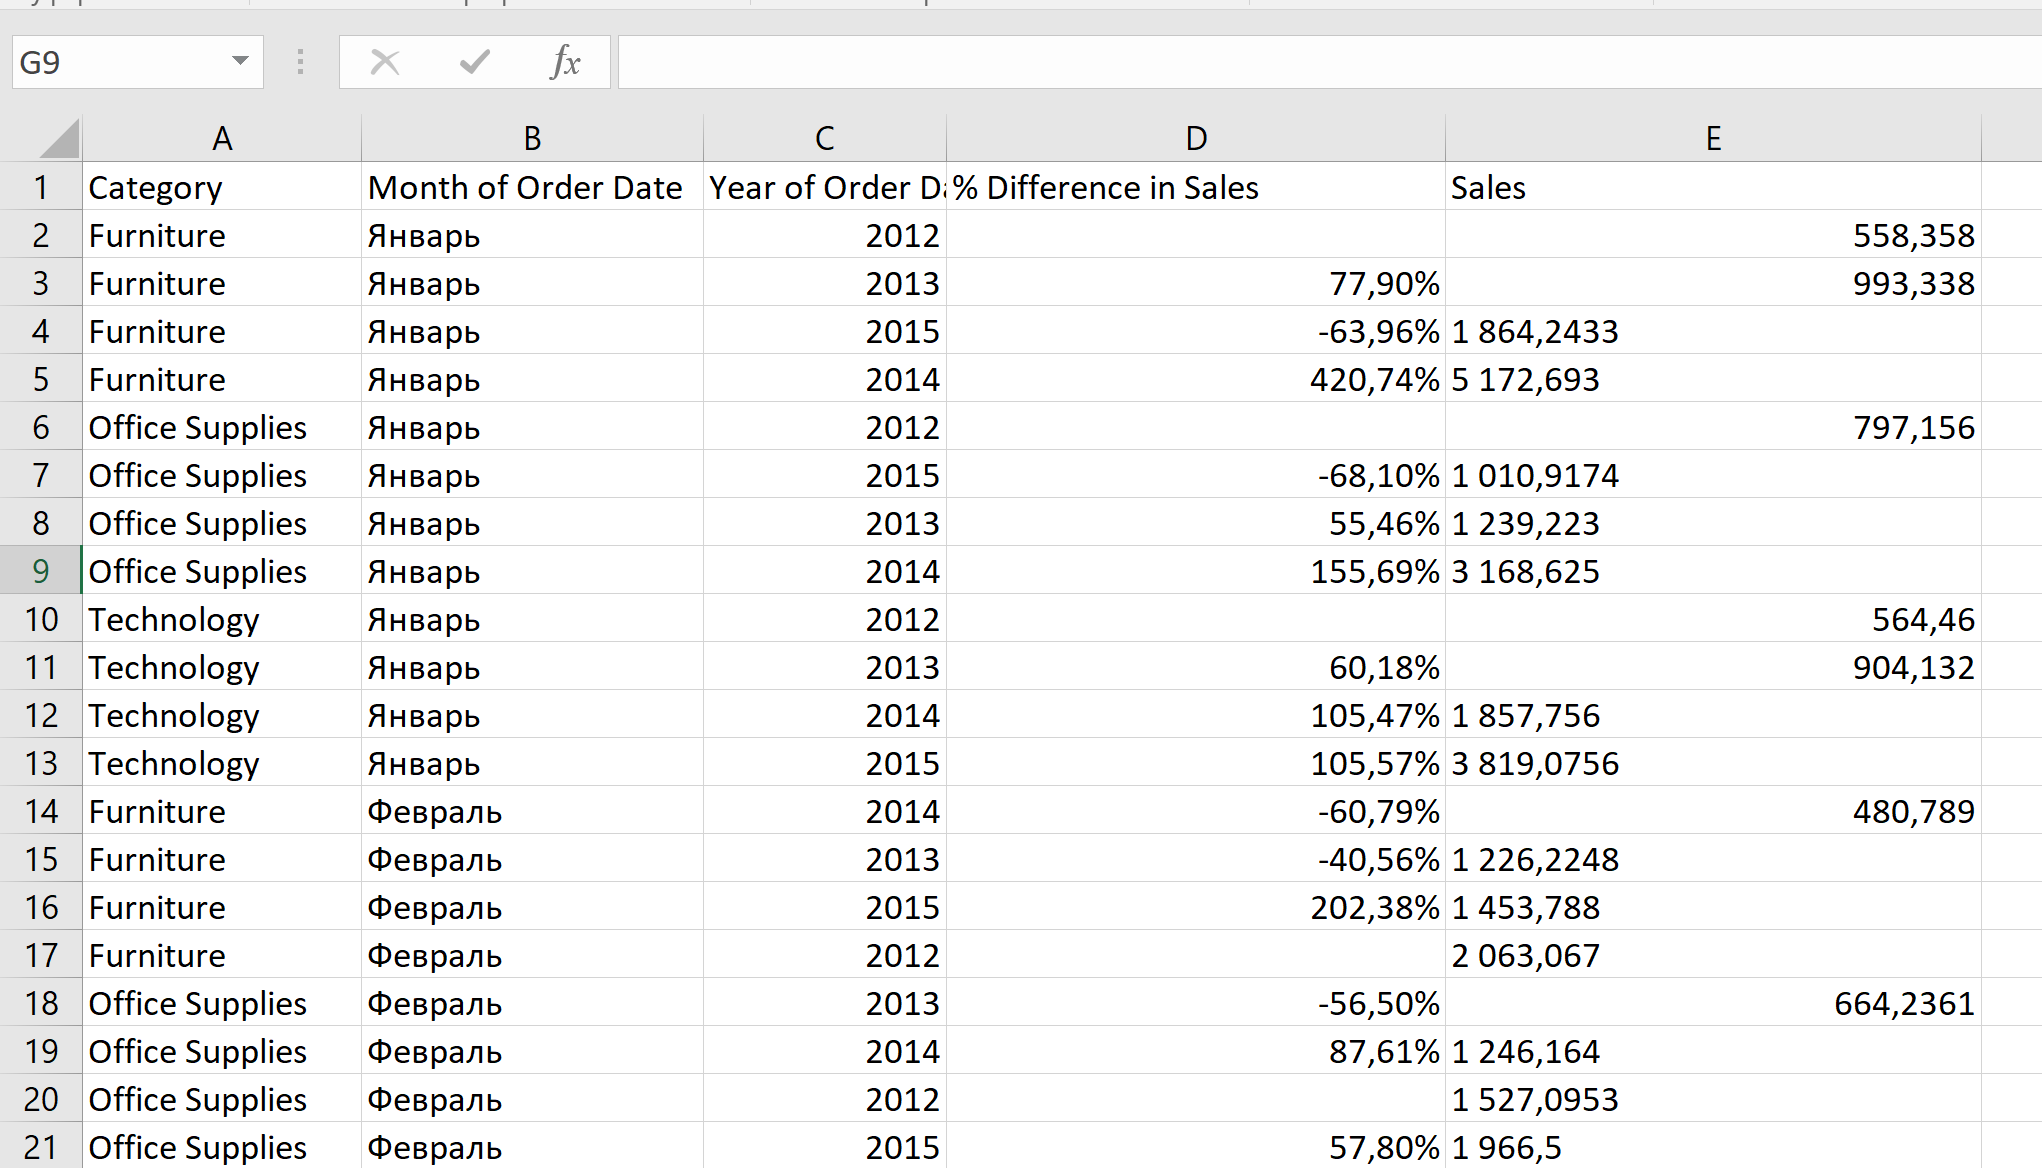 G9 fx
A B C D E
1 Category Month of Order Date Year of Order Da % Difference in Sales Sales
2 Furniture Январь 2012 558,358
3 Furniture Январь 2013 77,90% 993,338
4 Furniture Январь 2015 -63,96% 1 864,2433
5 Furniture Январь 2014 420,74% 5 172,693
6 Office Supplies Январь 2012 797,156
7 Office Supplies Январь 2015 -68,10% 1 010,9174
8 Office Supplies Январь 2013 55,46% 1 239,223
9 Office Supplies Январь 2014 155,69% 3 168,625
10 Technology Январь 2012 564,46
11 Technology Январь 2013 60,18% 904,132
12 Technology Январь 2014 105,47% 1 857,756
13 Technology Январь 2015 105,57% 3 819,0756
14 Furniture Февраль 2014 -60,79% 480,789
15 Furniture Февраль 2013 -40,56% 1 226,2248
16 Furniture Февраль 2015 202,38% 1 453,788
17 Furniture Февраль 2012 2 063,067
18 Office Supplies Февраль 2013 -56,50% 664,2361
19 Office Supplies Февраль 2014 87,61% 1 246,164
20 Office Supplies Февраль 2012 1 527,0953
21 Office Supplies Февраль 2015 57,80% 1 966,5